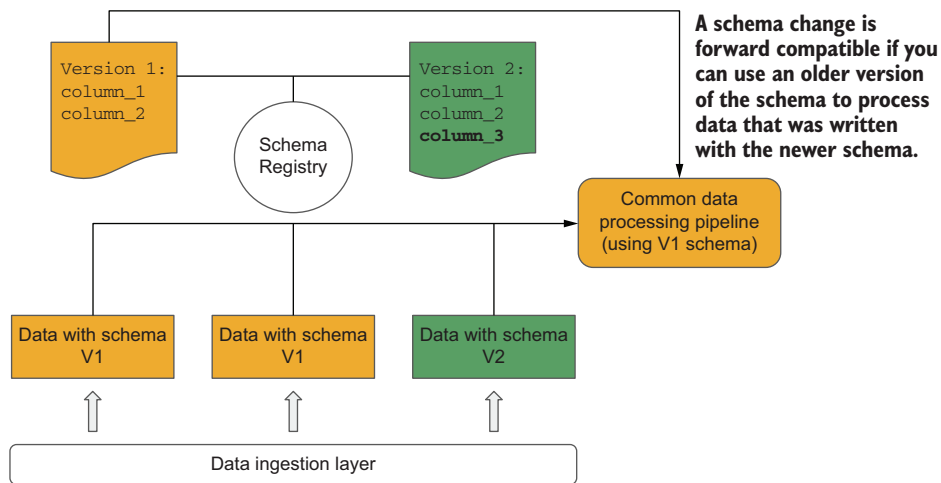 A schema change is
forward compatible if you
can use an older version
of the schema to process
data that was written
with the newer schema.
Version 1:
column_1
column_2
Version 2:
column_1
column_2
column_3
Schema
Registry
Common data
processing pipeline
(using V1 schema)
Data with schema
V1
Data with schema
V1
Data with schema
V2
Data ingestion layer